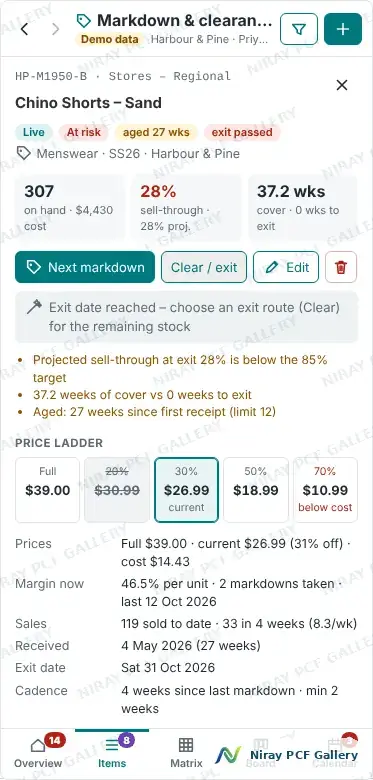 Markdown & clearan...
Demo data · Harbour & Pine · Priy...
HP-M1950-B · Stores – Regional
Chino Shorts – Sand
Live At risk aged 27 wks exit passed
Menswear · SS26 · Harbour & Pine
307 28% 37.2 wks
on hand · $4,430 sell-through · cover · 0 wks to
cost 28% proj. exit
Next markdown Clear / exit Edit
Exit date reached – choose an exit route (Clear)
for the remaining stock
• Projected sell-through at exit 28% is below the 85%
target
• 37.2 weeks of cover vs 0 weeks to exit
• Aged: 27 weeks since first receipt (limit 12)
PRICE LADDER
Full 20% 30% 50% 70%
$39.00 $30.99 $26.99 $18.99 $10.99
current below cost
Prices Full $39.00 · current $26.99 (31% off) ·
cost $14.43
Margin now 46.5% per unit · 2 markdowns taken ·
last 12 Oct 2026
Sales 119 sold to date · 33 in 4 weeks (8.3/wk)
Received 4 May 2026 (27 weeks)
Exit date Sat 31 Oct 2026
Cadence 4 weeks since last markdown · min 2
weeks
14 8
Overview Items Matrix Board Calendar
Niray PCF Gallery
NIRAY PCF GALLERY